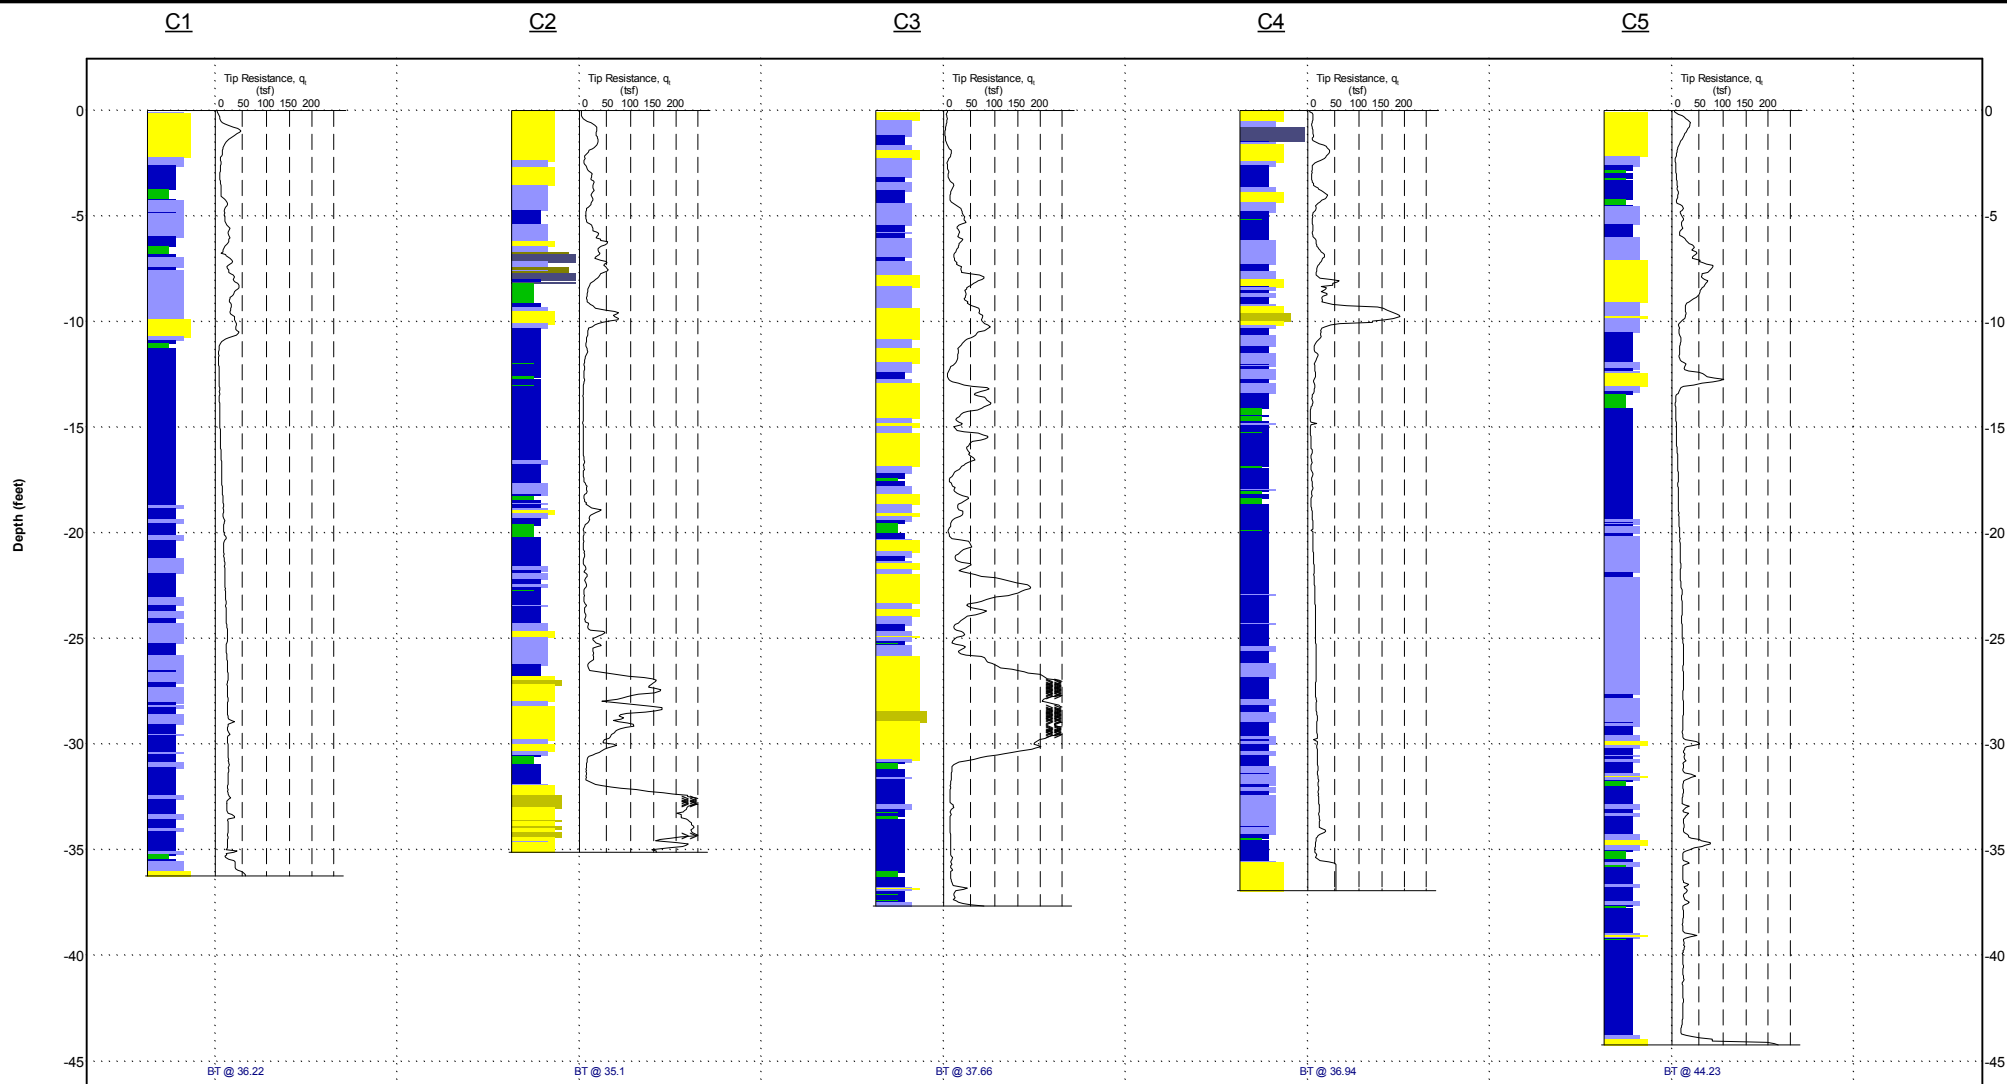 C1 C2 C3 C4 C5
Tip Resistance, qt Tip Resistance, qt Tip Resistance, qt Tip Resistance, qt Tip Resistance, qt
(tsf) (tsf) (tsf) (tsf) (tsf)
0 50 100 150 200 0 50 100 150 200 0 50 100 150 200 0 50 100 150 200 0 50 100 150 200
0 0
-5 -5
-10 -10
-15 -15
-20 -20
Depth (feet)
-25 -25
-30 -30
-35 -35
-40 -40
-45 -45
BT @ 36.22 BT @ 35.1 BT @ 37.66 BT @ 36.94 BT @ 44.23